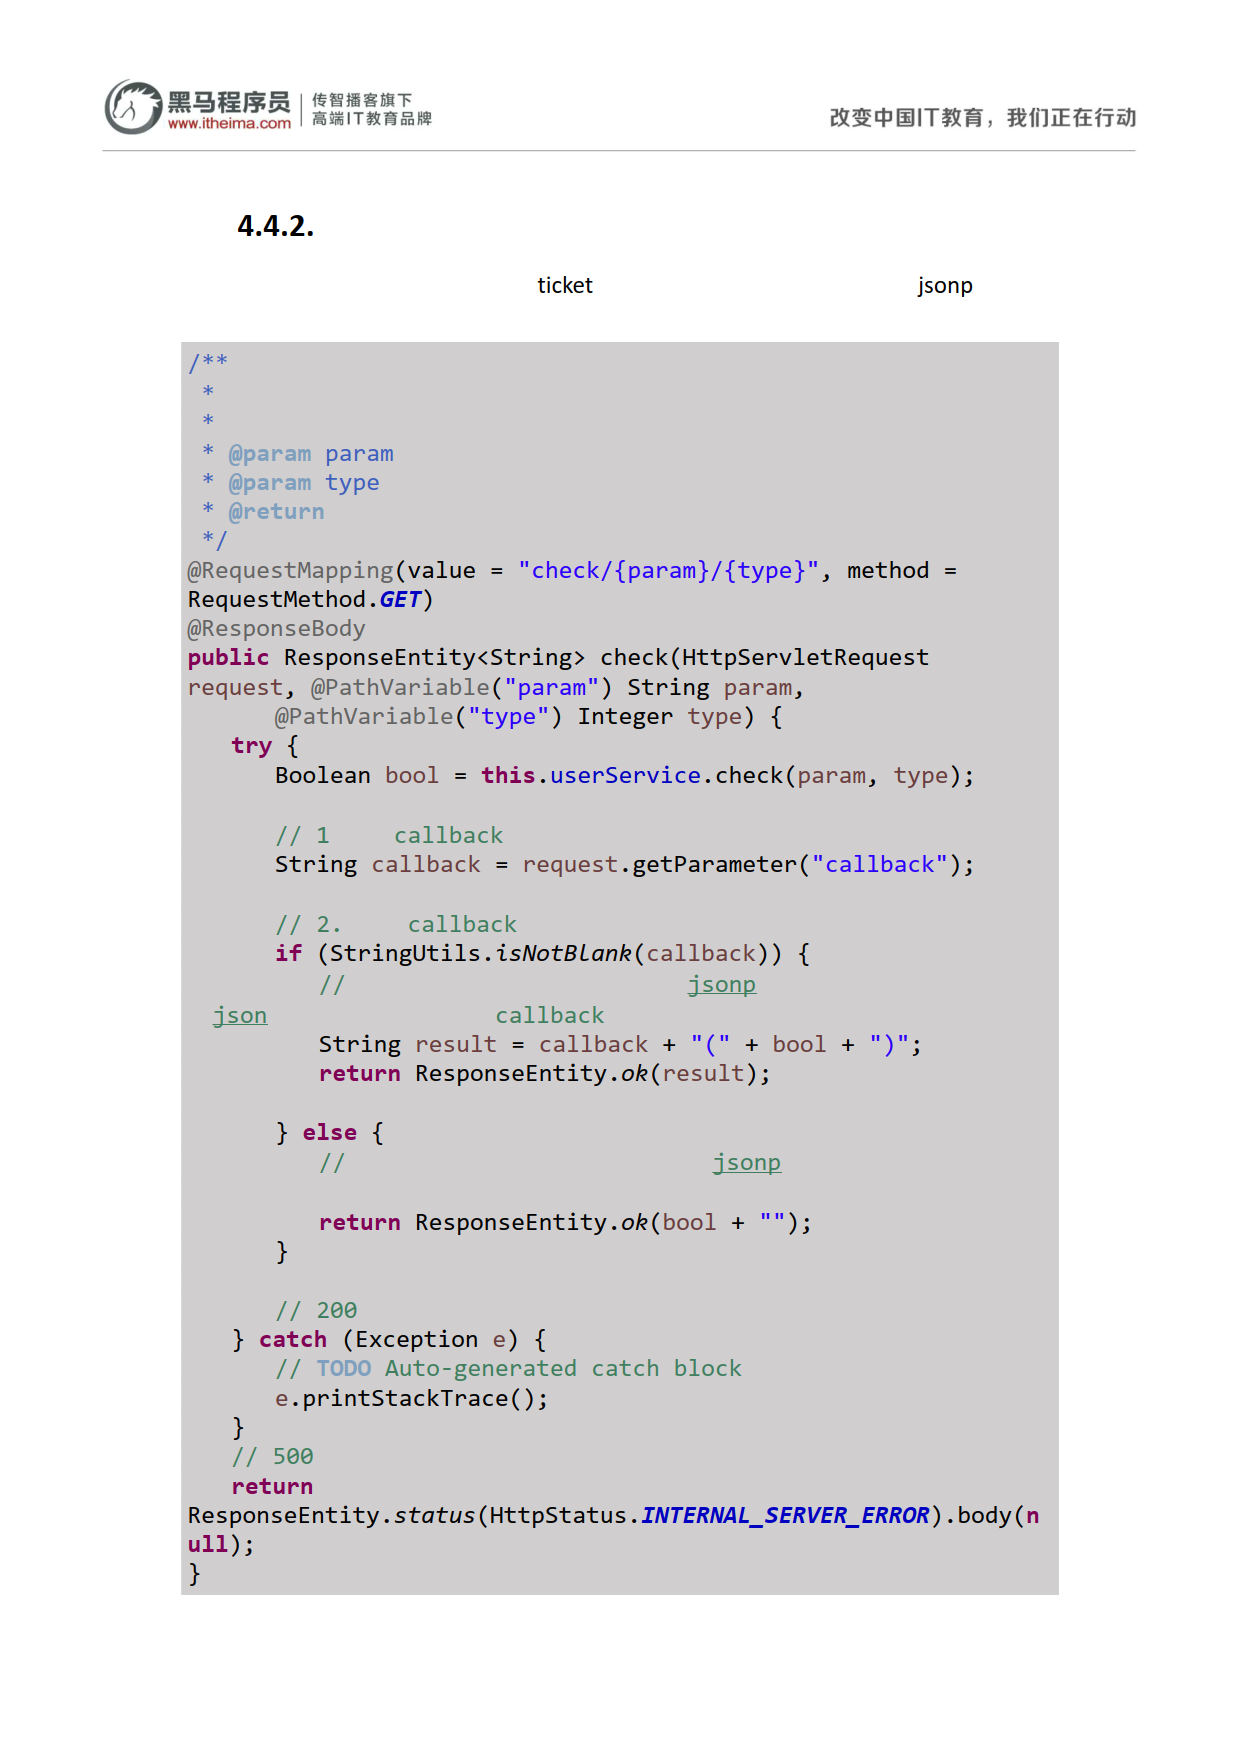 黑马程序员 传智播客旗下
www.itheima.com 高端IT教育品牌
改变中国IT教育，我们正在行动
4.4.2.
ticket jsonp
/**
 *
 *
 * @param param
 * @param type
 * @return
 */
@RequestMapping(value = "check/{param}/{type}", method =
RequestMethod.GET)
@ResponseBody
public ResponseEntity<String> check(HttpServletRequest
request, @PathVariable("param") String param,
@PathVariable("type") Integer type) {
try {
Boolean bool = this.userService.check(param, type);
// 1 callback
String callback = request.getParameter("callback");
// 2. callback
if (StringUtils.isNotBlank(callback)) {
// jsonp
json callback
String result = callback + "(" + bool + ")";
return ResponseEntity.ok(result);
} else {
// jsonp
return ResponseEntity.ok(bool + "");
}
// 200
} catch (Exception e) {
// TODO Auto-generated catch block
e.printStackTrace();
}
// 500
return
ResponseEntity.status(HttpStatus.INTERNAL_SERVER_ERROR).body(n
ull);
}